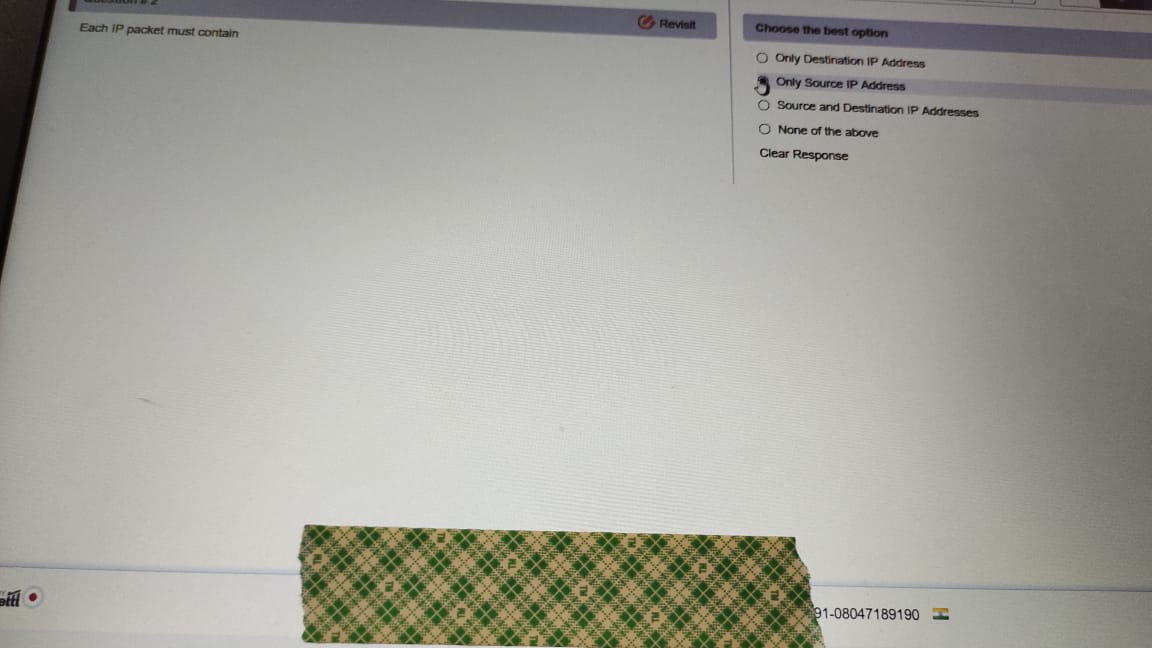 Each IP packet must contain
Revisit
Choose the best option
Only Destination IP Address
Only Source IP Address
Source and Destination IP Addresses
None of the above
Clear Response
91-08047189190